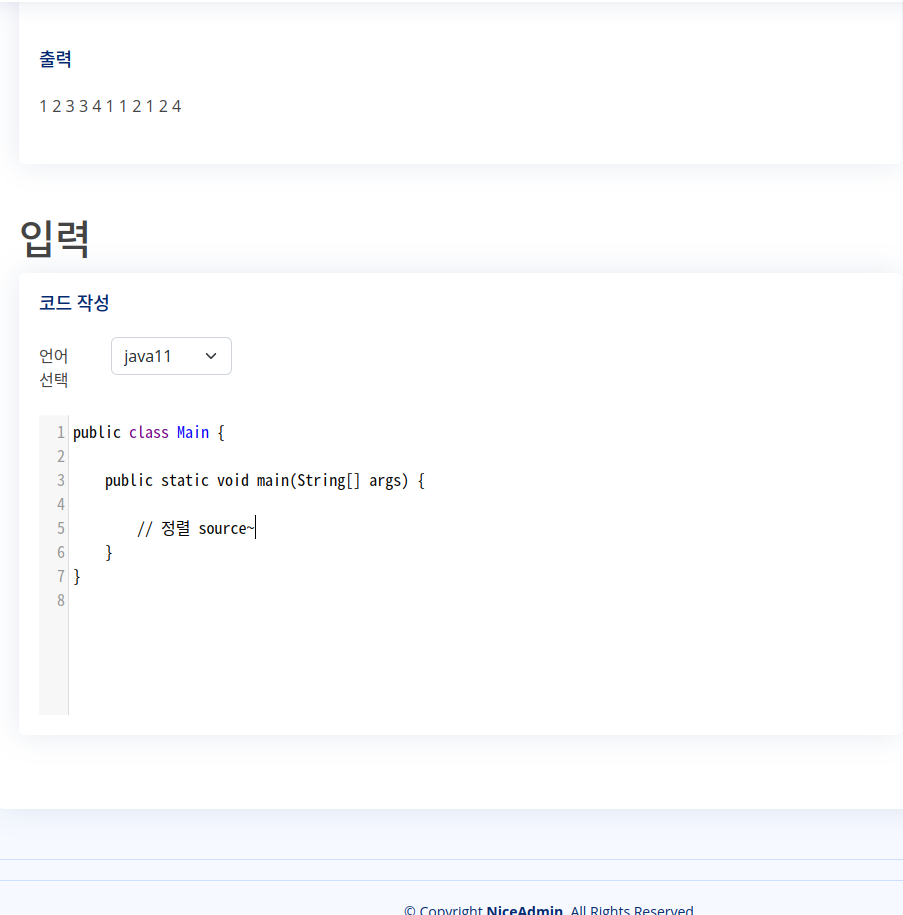 출력
1 2 3 3 4 1 1 2 1 2 4
입력
코드 작성
언어
선택
java11
1 public class Main {
2
3 public static void main(String[] args) {
4
5 // 정렬 source~
6 }
7 }
8
© Copyright NiceAdmin. All Rights Reserved